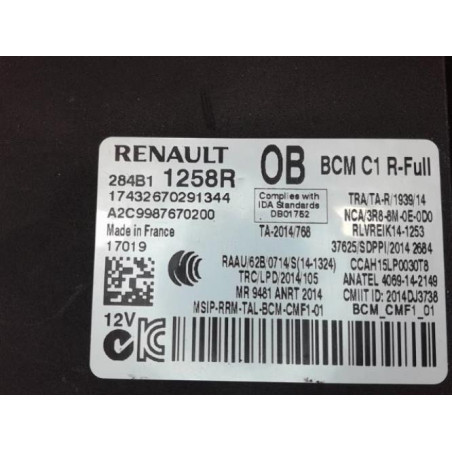 RENAULT OB BCM C1 R-Full
284B1 1258R
17432670291344
A2C9987670200
Made in France
17019
Complies with
IDA Standards
DB01752
TA-2014/768
TRA/TA-R/1939/14
NCA/3R8-8M-0E-0D0
RLVREIK14-1253
37625/SDPPI/2014 2684
RAAU/62B/0714/S(14-1324)
CCAH15LP0030T8
TRC/LPD/2014/105
ANATEL 4069-14-2149
MR 9481 ANRT 2014
CMIIT ID: 2014DJ3738
MSIP-RRM-TAL-BCM-CMF1-01
BCM_CMF1_01
12V